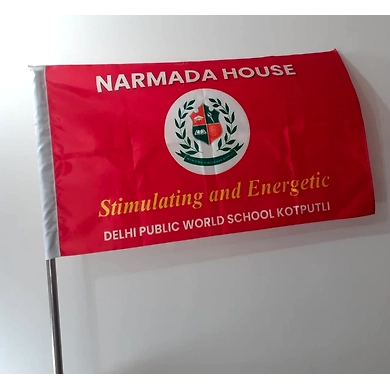 NARMADA HOUSE
Stimulating and Energetic
DELHI PUBLIC WORLD SCHOOL KOTPUTLI